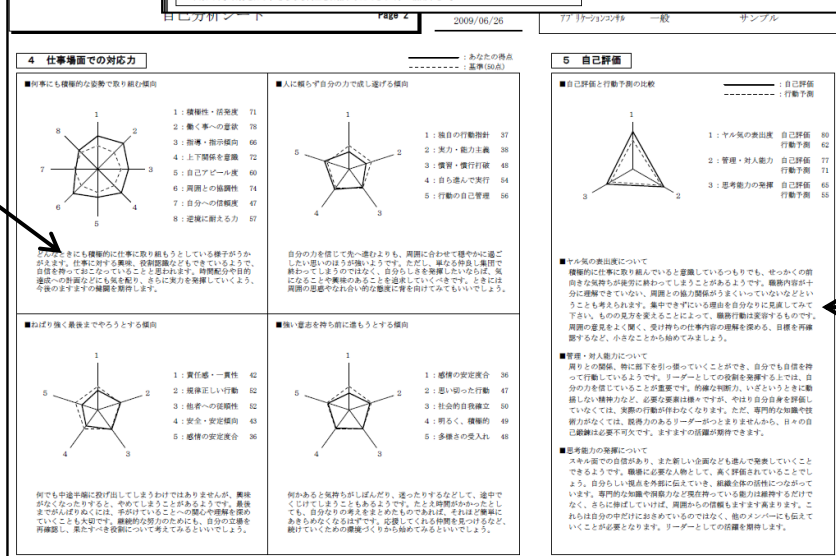 自己分析シート
Page 2
2009/06/26
ｱﾌﾟﾘｹｰｼｮﾝｺﾝｻﾙ 一般 サンプル
4 仕事場面での対応力
：あなたの得点
：基準(50点)
■何事にも積極的な姿勢で取り組む傾向
1
2
3
4
5
6
7
8
1：積極性・活発度 71
2：働く事への意欲 78
3：指導・指示傾向 66
4：上下関係を意識 72
5：自己アピール度 60
6：周囲との協調性 74
7：自分への信頼度 47
8：逆境に耐える力 57
どんなときにも積極的に仕事に取り組もうとしている様子がうか
がえます。仕事に対する興味、役割認識などもできているようで、
自信を持っておこなっていることと思われます。時間配分や目的
達成への計画などにも気を配り、さらに実力を発揮していくよう、
今後のますますの健闘を期待します。
■人に頼らず自分の力で成し遂げる傾向
1
2
3
4
5
1：独自の行動指針 37
2：実力・能力主義 38
3：慣習・慣行打破 48
4：自ら進んで実行 54
5：行動の自己管理 56
自分の力を信じて先へ進むよりも、周囲に合わせて穏やかに過ご
したい思いのほうが強いようです。ただし、単なる仲良し集団で
終わってしまうのではなく、自分らしさを発揮したいならば、気
になることや興味のあることを追求していくべきです。ときには
周囲の思惑やなれ合い的な態度に背を向けてみてもいいでしょう。
■ねばり強く最後までやろうとする傾向
1
2
3
4
5
1：責任感・一貫性 42
2：規律正しい行動 52
3：他者への従順性 52
4：安全・安定傾向 43
5：感情の安定度合 36
何でも中途半端に投げ出してしまうわけではありませんが、興味
がなくなったりすると、やめてしまうことがあるようです。最後
までがんばりぬくには、手がけていることへの関心や理解を深め
ていくことも大切です。継続的な努力のためにも、自分の立場を
再確認し、果たすべき役割について考えてみるといいでしょう。
■強い意志を持ち前に進もうとする傾向
1
2
3
4
5
1：感情の安定度合 36
2：思い切った行動 47
3：社会的自我確立 50
4：明るく、積極的 49
5：多様さの受入れ 48
何かあると気持ちがしぼんだり、迷ったりするなどして、途中で
くじけてしまうこともあるようです。たとえ時間がかかったとし
ても、自分なりの考えをまとめたものであれば、それほど簡単に
あきらめなくなるはずです。応援してくれる仲間を見つけるなど、
続けていくための環境づくりから始めてみるといいでしょう。
5 自己評価
■自己評価と行動予測の比較
：自己評価
：行動予測
1
2
3
1：ヤル気の表出度 自己評価 80
行動予測 62
2：管理・対人能力 自己評価 77
行動予測 71
3：思考能力の発揮 自己評価 65
行動予測 55
■ヤル気の表出度について
積極的に仕事に取り組んでいると意識しているつもりでも、せっかくの前
向きな気持ちが徒労に終わってしまうことがあるようです。職務内容が十
分に理解できていない、周囲との協力関係がうまくいっていないなどとい
うことも考えられます。集中できずにいる理由を自分なりに見直してみて
下さい。ものの見方を変えることによって、職務行動は変容するものです。
周囲の意見をよく聞く、受け持ちの仕事内容の理解を深める、目標を再確
認するなど、小さなことから始めてみましょう。
■管理・対人能力について
周りとの関係、特に部下を引っ張っていくことができ、自分でも自信を持
って行動しているようです。リーダーとしての役割を発揮する上では、自
分の力を信じていることが重要です。的確な判断力、いざというときに動
揺しない精神力など、必要な要素は様々ですが、やはり自分自身を評価し
ていなくては、実際の行動が伴わなくなります。ただ、専門的な知識や技
術力がなくては、説得力のあるリーダーがつとまりませんから、日々の自
己鍛錬は必要不可欠です。ますますの活躍が期待できます。
■思考能力の発揮について
スキル面での自信があり、また新しい企画なども進んで発表していくこと
できるようです。職場に必要な人物として、高く評価されていることでし
ょう。自分らしい視点を外部に伝えていき、組織全体の活性につながって
います。専門的な知識や洞察力など現在持っている能力は維持するだけで
なく、さらに伸ばしていけば、周囲からの信頼もますます高まります。こ
れらは自分の中だけにおさめているのではなく、他のメンバーにも伝えて
いくことが必要となります。リーダーとしての活躍を期待します。